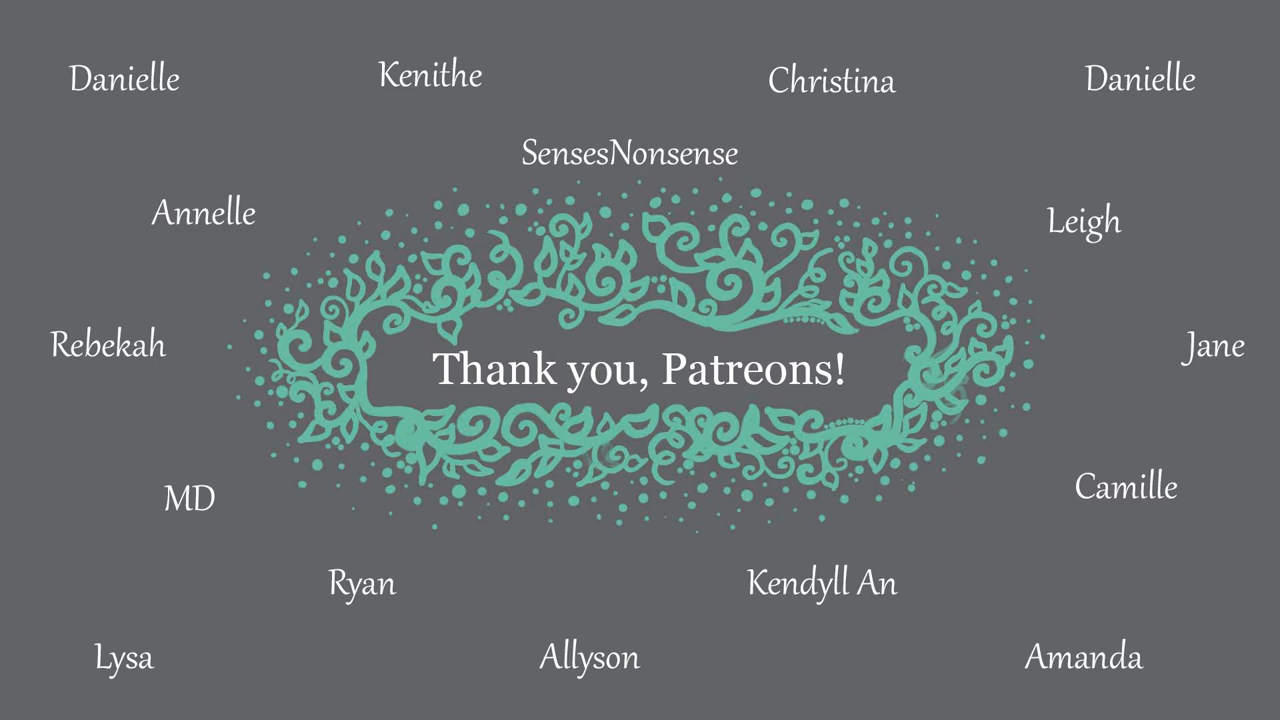 Danielle
Kenithe
Christina
Danielle
SensesNonsense
Annelle
Leigh
Rebekah
Jane
Thank you, Patreons!
MD
Camille
Ryan
Kendyll An
Lysa
Allyson
Amanda